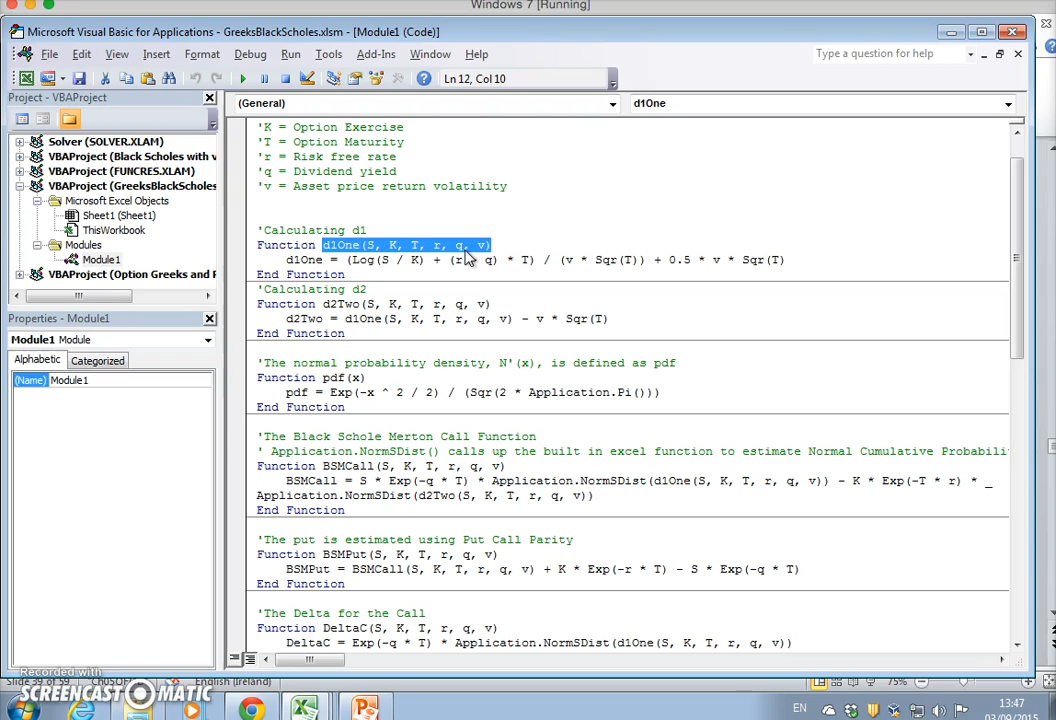 Windows 7 [Running]
Microsoft Visual Basic for Applications - GreeksBlackScholes.xlsm - [Module1 (Code)]
File Edit View Insert Format Debug Run Tools Add-Ins Window Help
Type a question for help
Ln 12, Col 10
Project - VBAProject
Solver (SOLVER.XLAM)
VBAProject (Black Scholes with v
VBAProject (FUNCRES.XLAM)
VBAProject (GreeksBlackScholes
Microsoft Excel Objects
Sheet1 (Sheet1)
ThisWorkbook
Modules
Module1
VBAProject (Option Greeks and P
Properties - Module1
Module1 Module
Alphabetic Categorized
(Name) Module1
(General)
d1One
'K = Option Exercise
'T = Option Maturity
'r = Risk free rate
'q = Dividend yield
'v = Asset price return volatility
'Calculating d1
Function d1One(S, K, T, r, q, v)
d1One = (Log(S / K) + (r q) * T) / (v * Sqr(T)) + 0.5 * v * Sqr(T)
End Function
'Calculating d2
Function d2Two(S, K, T, r, q, v)
d2Two = d1One(S, K, T, r, q, v) - v * Sqr(T)
End Function
'The normal probability density, N'(x), is defined as pdf
Function pdf(x)
pdf = Exp(-x ^ 2 / 2) / (Sqr(2 * Application.Pi()))
End Function
'The Black Schole Merton Call Function
' Application.NormSDist() calls up the built in excel function to estimate Normal Cumulative Probabili
Function BSMCall(S, K, T, r, q, v)
BSMCall = S * Exp(-q * T) * Application.NormSDist(d1One(S, K, T, r, q, v)) - K * Exp(-T * r) * _
Application.NormSDist(d2Two(S, K, T, r, q, v))
End Function
'The put is estimated using Put Call Parity
Function BSMPut(S, K, T, r, q, v)
BSMPut = BSMCall(S, K, T, r, q, v) + K * Exp(-r * T) - S * Exp(-q * T)
End Function
'The Delta for the Call
Function DeltaC(S, K, T, r, q, v)
DeltaC = Exp(-q * T) * Application.NormSDist(d1One(S, K, T, r, q, v))
Recorded with
SCREENCAST MATIC
Slide 39 of 59
English (Ireland)
75%
EN
13:47
03/09/2015